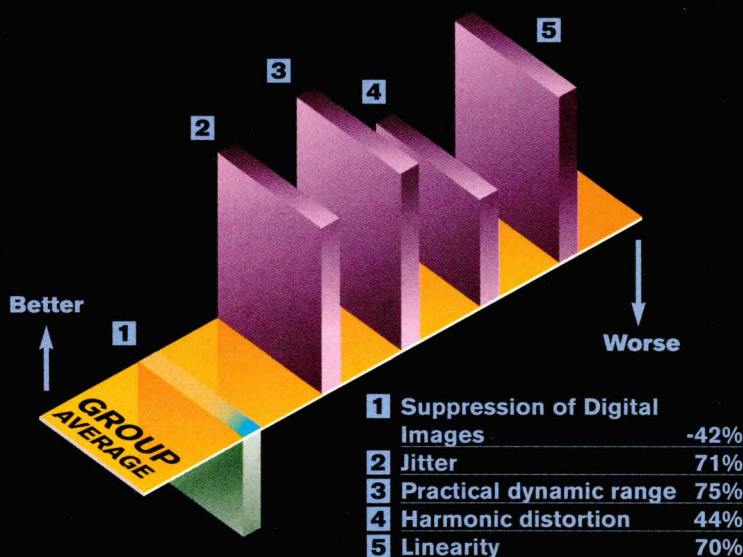 5
3
4
2
Better
1
Worse
GROUP
AVERAGE
1 Suppression of Digital
Images -42%
2 Jitter 71%
3 Practical dynamic range 75%
4 Harmonic distortion 44%
5 Linearity 70%